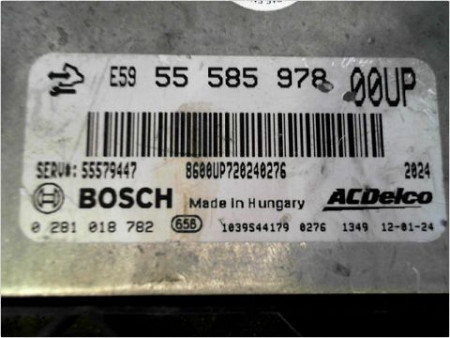 E59 55 585 978 00UP
SERV#: 55579447 8600UP720240276 2024
BOSCH Made in Hungary ACDelco
0 281 018 782 658 1039S44179 0276 1349 12-01-24